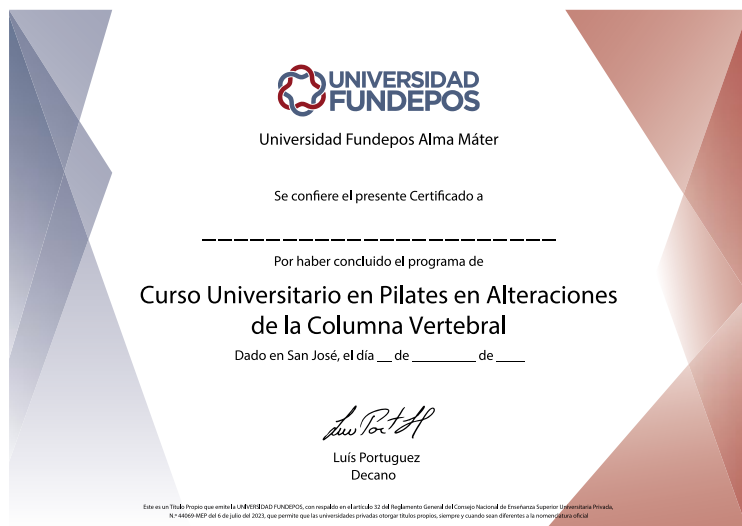 UNIVERSIDAD
FUNDEPOS
Universidad Fundepos Alma Máter
Se confiere el presente Certificado a
_______________________
Por haber concluido el programa de
Curso Universitario en Pilates en Alteraciones
de la Columna Vertebral
Dado en San José, el día __ de _________ de ____
Luís Portuguez
Decano
Este es un Título Propio que emite la UNIVERSIDAD FUNDEPOS, con respaldo en el artículo 32 del Reglamento General del Consejo Nacional de Enseñanza Superior Universitaria Privada,
N.º 44069-MEP del 6 de julio del 2023, que permite que las universidades privadas otorgar títulos propios, siempre y cuando sean diferentes a la nomenclatura oficial